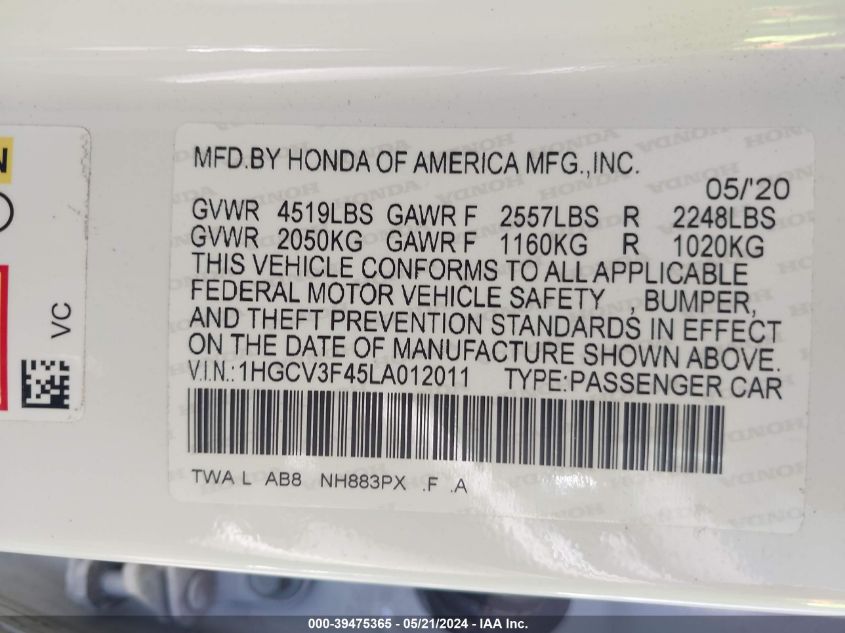 MFD.BY HONDA OF AMERICA MFG.,INC.
05/'20
GVWR 4519LBS GAWR F 2557LBS R 2248LBS
GVWR 2050KG GAWR F 1160KG R 1020KG
THIS VEHICLE CONFORMS TO ALL APPLICABLE
FEDERAL MOTOR VEHICLE SAFETY , BUMPER,
AND THEFT PREVENTION STANDARDS IN EFFECT
ON THE DATE OF MANUFACTURE SHOWN ABOVE.
V.I.N.:1HGCV3F45LA012011 TYPE:PASSENGER CAR
TWA L AB8 NH883PX .F .A
N
VC
HONDA
000-39475365 - 05/21/2024 - IAA Inc.